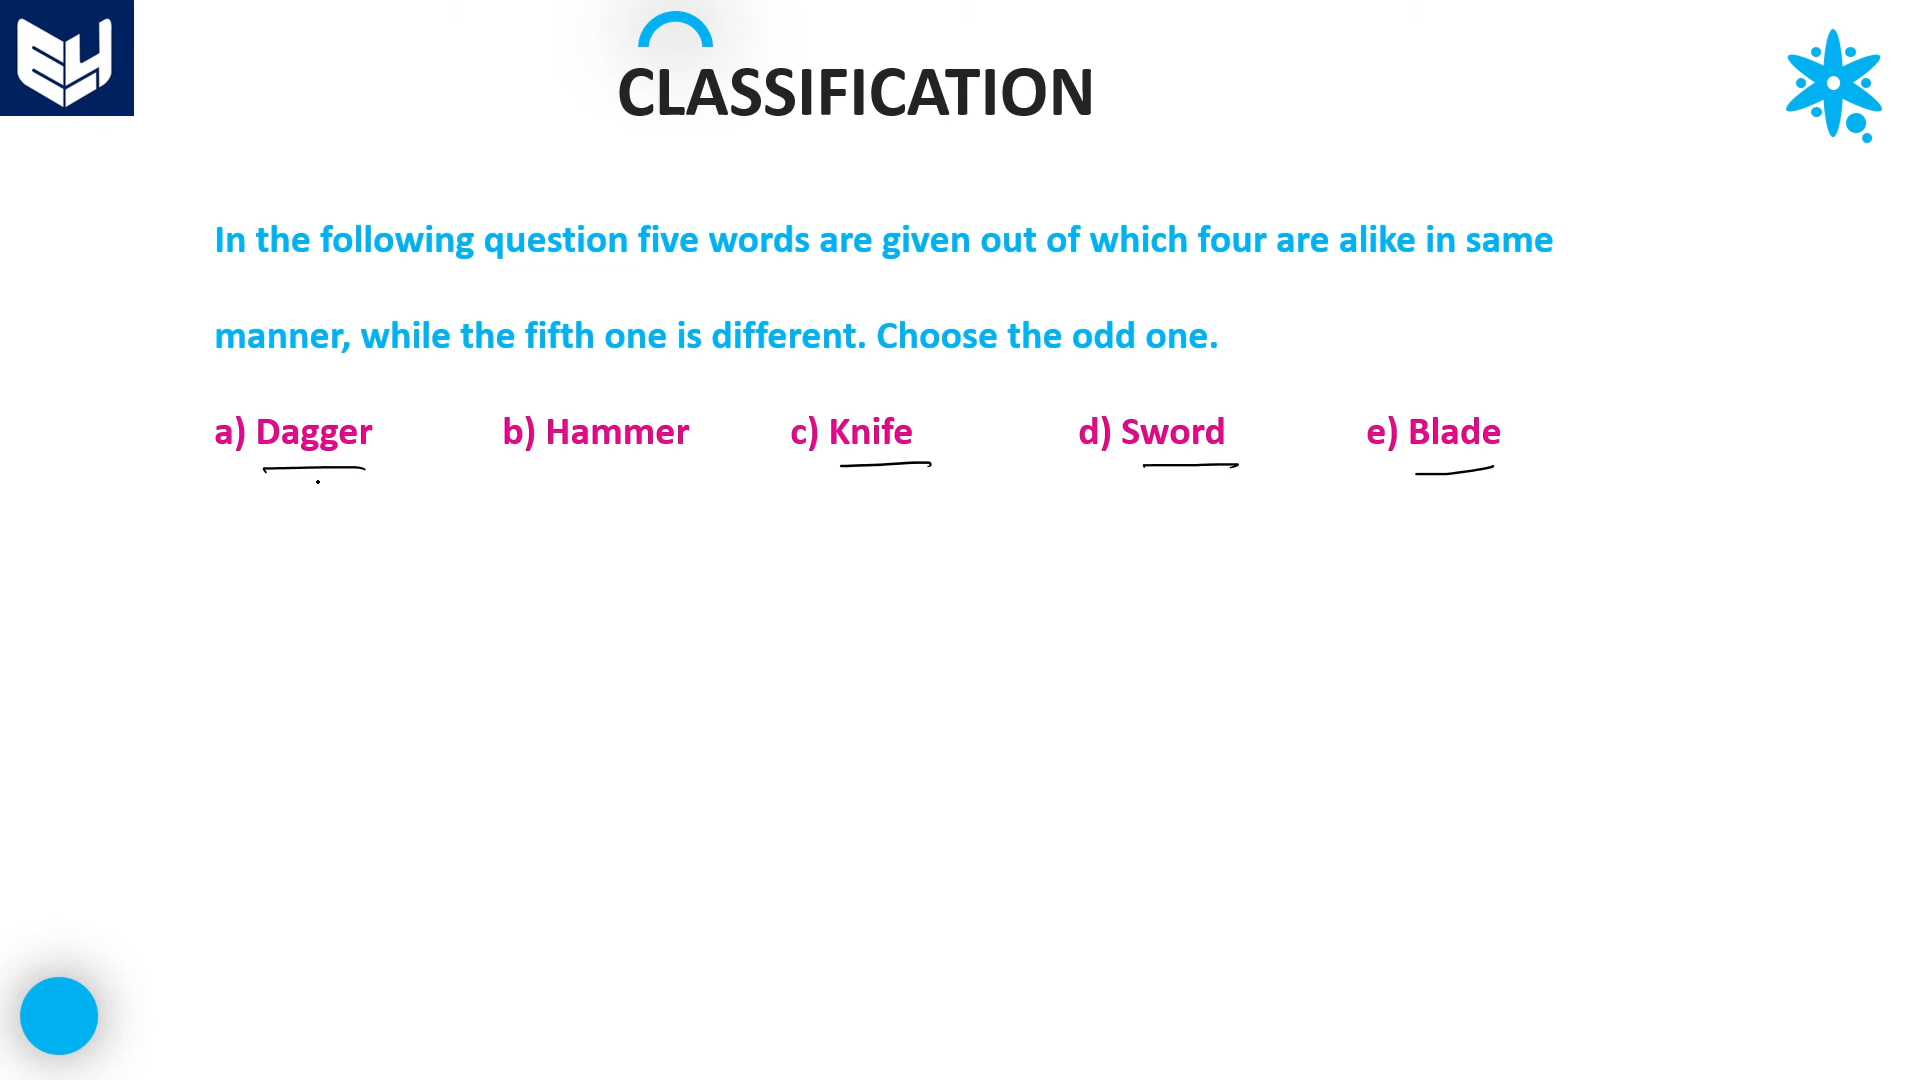 CLASSIFICATION
In the following question five words are given out of which four are alike in same
manner, while the fifth one is different. Choose the odd one.
a) Dagger b) Hammer c) Knife d) Sword e) Blade